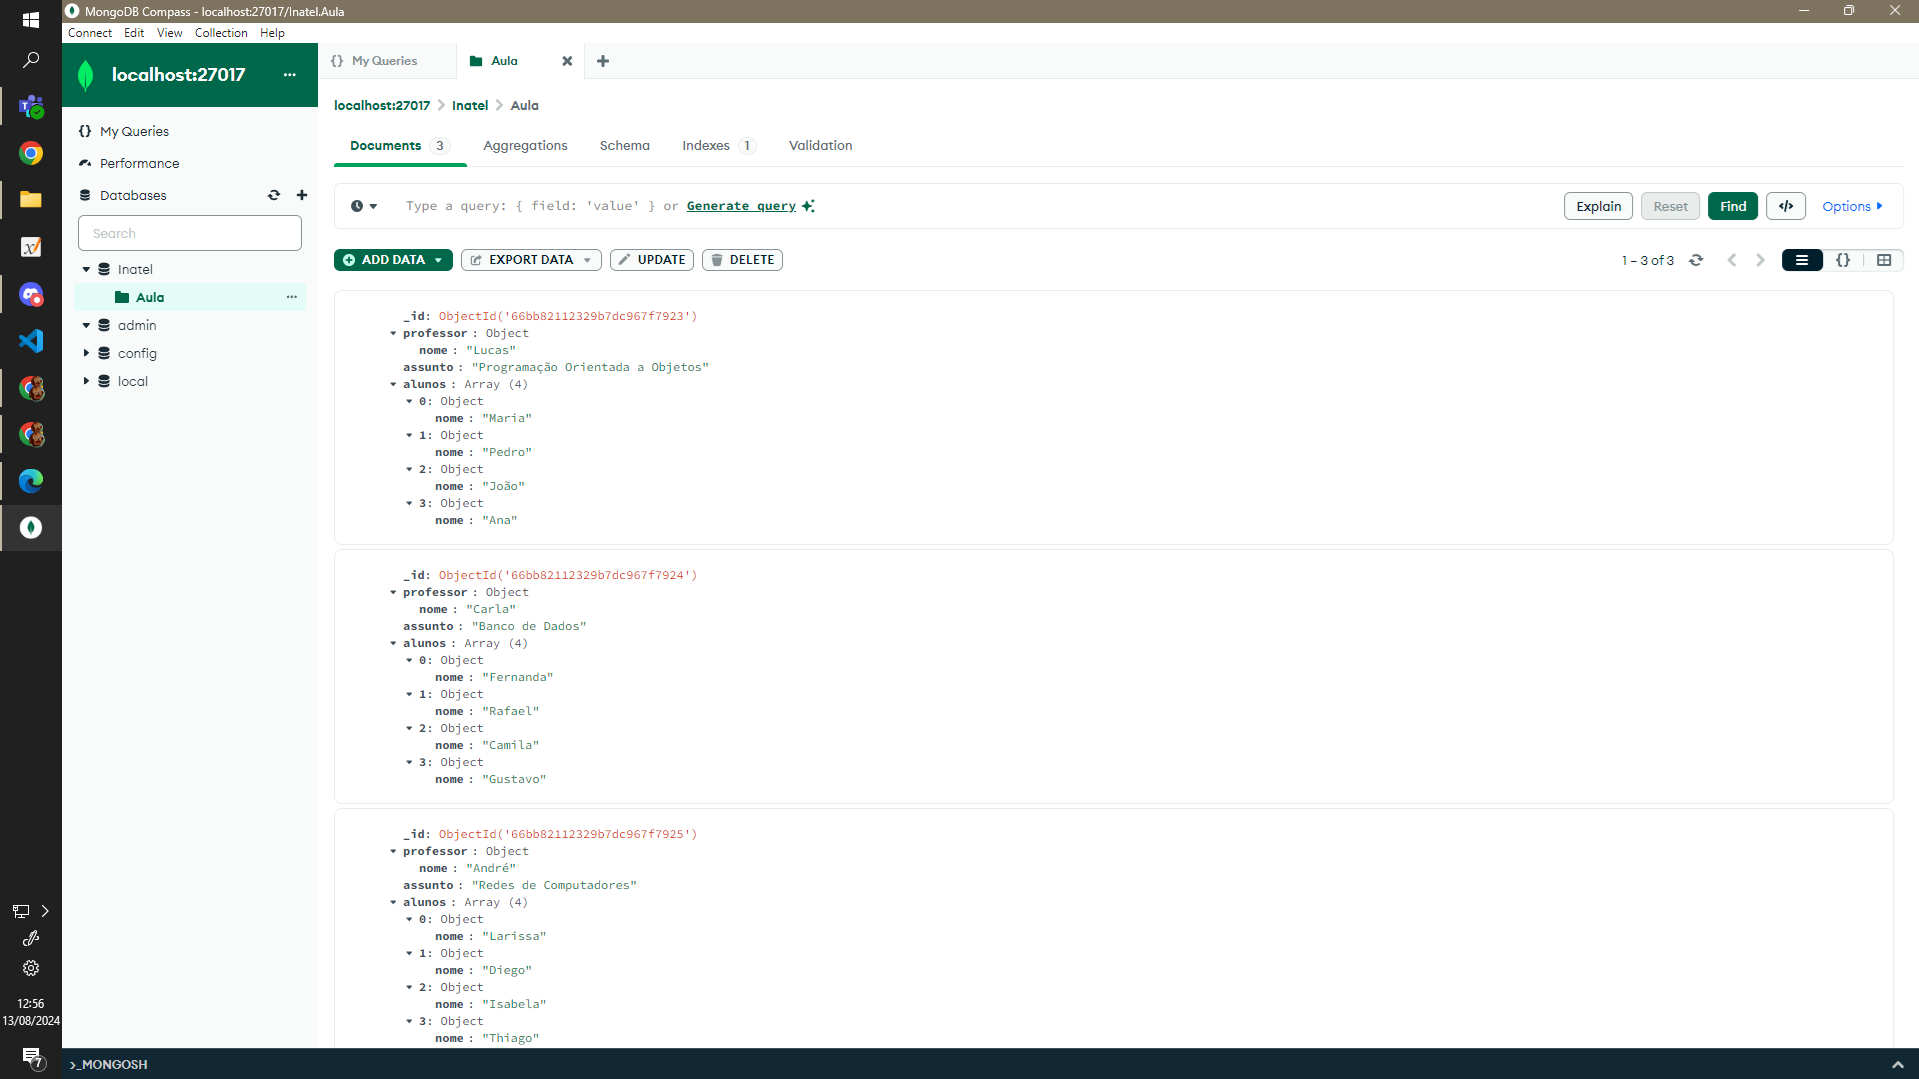 MongoDB Compass - localhost:27017/Inatel.Aula
Connect Edit View Collection Help
localhost:27017 ...
My Queries
Performance
Databases
Search
Inatel
Aula ...
admin
config
local
{} My Queries
Aula
localhost:27017 > Inatel > Aula
Documents 3 Aggregations Schema Indexes 1 Validation
Type a query: { field: 'value' } or Generate query
Explain Reset Find </> Options
ADD DATA EXPORT DATA UPDATE DELETE
1 – 3 of 3
{}
_id: ObjectId('66bb82112329b7dc967f7923')
professor : Object
nome : "Lucas"
assunto : "Programação Orientada a Objetos"
alunos : Array (4)
0: Object
nome : "Maria"
1: Object
nome : "Pedro"
2: Object
nome : "João"
3: Object
nome : "Ana"
_id: ObjectId('66bb82112329b7dc967f7924')
professor : Object
nome : "Carla"
assunto : "Banco de Dados"
alunos : Array (4)
0: Object
nome : "Fernanda"
1: Object
nome : "Rafael"
2: Object
nome : "Camila"
3: Object
nome : "Gustavo"
_id: ObjectId('66bb82112329b7dc967f7925')
professor : Object
nome : "André"
assunto : "Redes de Computadores"
alunos : Array (4)
0: Object
nome : "Larissa"
1: Object
nome : "Diego"
2: Object
nome : "Isabela"
3: Object
nome : "Thiago"
>_MONGOSH
12:56
13/08/2024
7